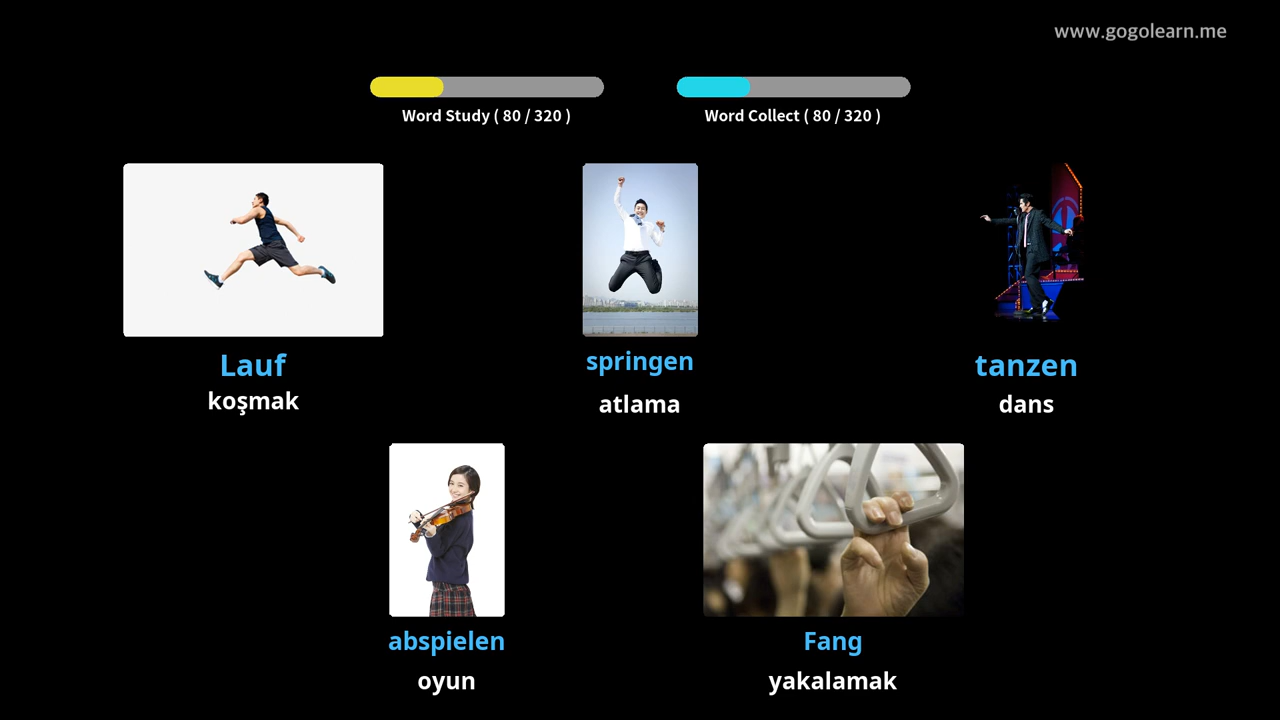 www.gogolearn.me
Word Study ( 80 / 320 )
Word Collect ( 80 / 320 )
Lauf
koşmak
springen
atlama
tanzen
dans
abspielen
oyun
Fang
yakalamak